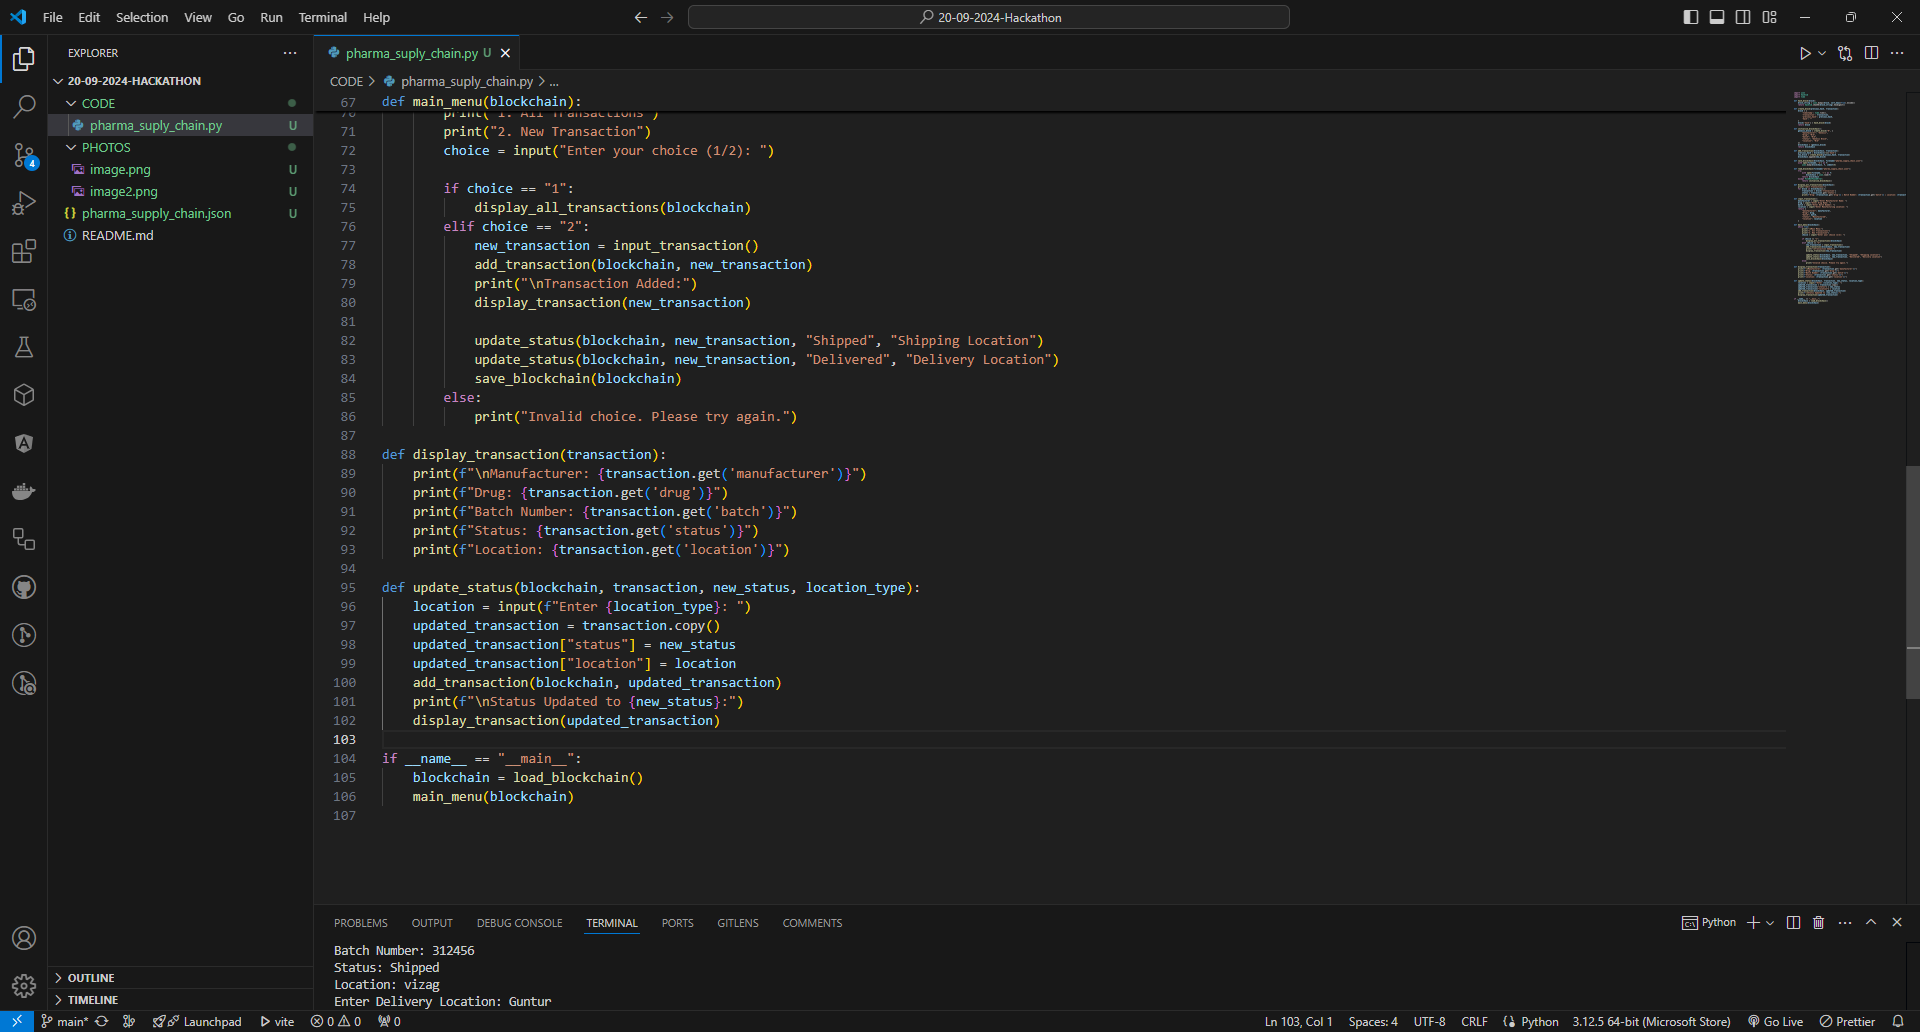 File Edit Selection View Go Run Terminal Help
20-09-2024-Hackathon
EXPLORER
20-09-2024-HACKATHON
CODE
pharma_suply_chain.py U
PHOTOS
image.png U
image2.png U
pharma_supply_chain.json U
README.md
OUTLINE
TIMELINE
4
pharma_suply_chain.py U
CODE > pharma_suply_chain.py > ...
67 def main_menu(blockchain):
70 print("1. All Transactions")
71 print("2. New Transaction")
72 choice = input("Enter your choice (1/2): ")
73
74 if choice == "1":
75 display_all_transactions(blockchain)
76 elif choice == "2":
77 new_transaction = input_transaction()
78 add_transaction(blockchain, new_transaction)
79 print("\nTransaction Added:")
80 display_transaction(new_transaction)
81
82 update_status(blockchain, new_transaction, "Shipped", "Shipping Location")
83 update_status(blockchain, new_transaction, "Delivered", "Delivery Location")
84 save_blockchain(blockchain)
85 else:
86 print("Invalid choice. Please try again.")
87
88 def display_transaction(transaction):
89 print(f"\nManufacturer: {transaction.get('manufacturer')}")
90 print(f"Drug: {transaction.get('drug')}")
91 print(f"Batch Number: {transaction.get('batch')}")
92 print(f"Status: {transaction.get('status')}")
93 print(f"Location: {transaction.get('location')}")
94
95 def update_status(blockchain, transaction, new_status, location_type):
96 location = input(f"Enter {location_type}: ")
97 updated_transaction = transaction.copy()
98 updated_transaction["status"] = new_status
99 updated_transaction["location"] = location
100 add_transaction(blockchain, updated_transaction)
101 print(f"\nStatus Updated to {new_status}:")
102 display_transaction(updated_transaction)
103
104 if __name__ == "__main__":
105 blockchain = load_blockchain()
106 main_menu(blockchain)
107
PROBLEMS OUTPUT DEBUG CONSOLE TERMINAL PORTS GITLENS COMMENTS
Python
Batch Number: 312456
Status: Shipped
Location: vizag
Enter Delivery Location: Guntur
main* Launchpad vite 0 0 0
Ln 103, Col 1 Spaces: 4 UTF-8 CRLF Python 3.12.5 64-bit (Microsoft Store) Go Live Prettier